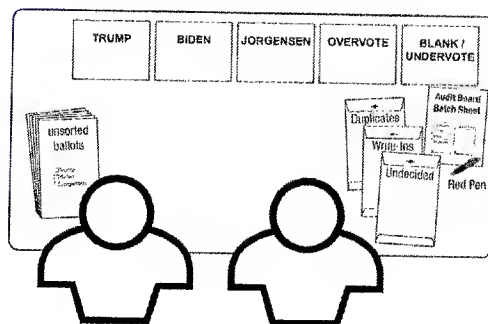 TRUMP
BIDEN
JORGENSEN
OVERVOTE
BLANK /
UNDERVOTE
unsorted
ballots
Duplicates
Write-Ins
Undecided
Audit Board
Batch Sheet
Red Pen